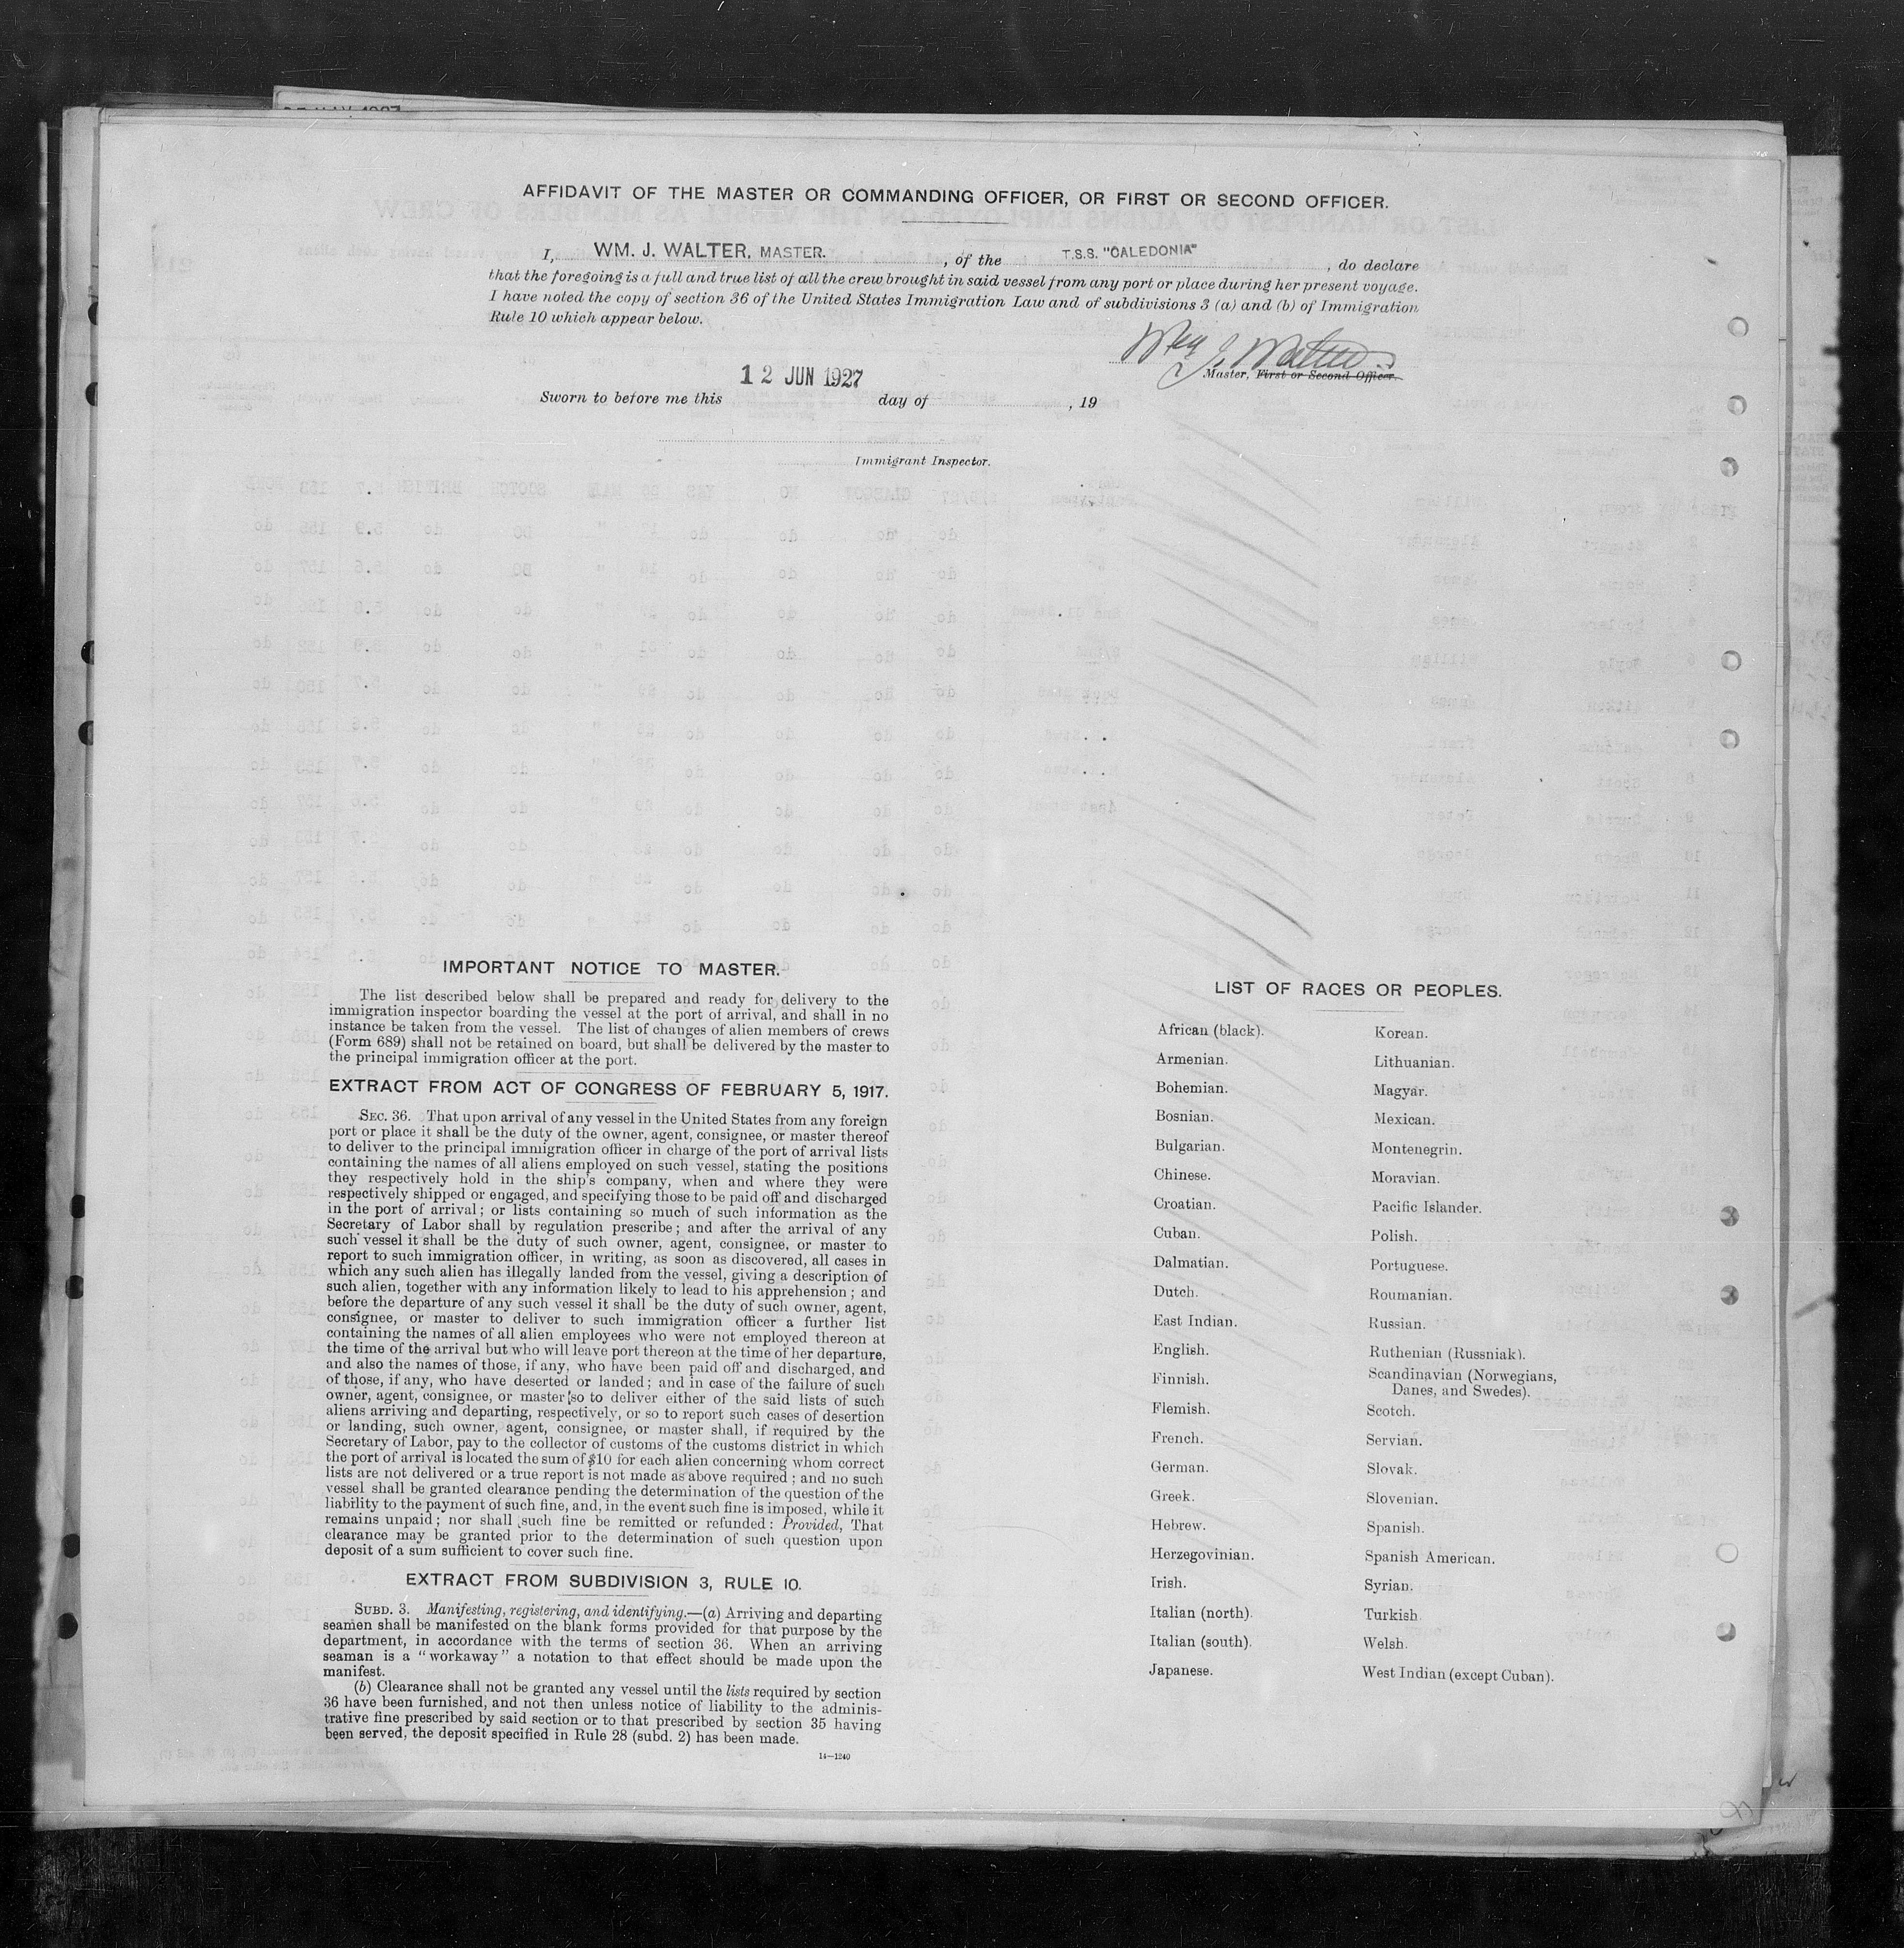 AFFIDAVIT OF THE MASTER OR COMMANDING OFFICER, OR FIRST OR SECOND OFFICER.
I, WM. J. WALTER, MASTER. , of the T.S.S. "CALEDONIA" , do declare
that the foregoing is a full and true list of all the crew brought in said vessel from any port or place during her present voyage.
I have noted the copy of section 36 of the United States Immigration Law and of subdivisions 3 (a) and (b) of Immigration
Rule 10 which appear below.
Wm J. Walter
Master, First or Second Officer.
12 JUN 1927
Sworn to before me this day of , 19
Immigrant Inspector.
IMPORTANT NOTICE TO MASTER.
The list described below shall be prepared and ready for delivery to the
immigration inspector boarding the vessel at the port of arrival, and shall in no
instance be taken from the vessel. The list of changes of alien members of crews
(Form 689) shall not be retained on board, but shall be delivered by the master to
the principal immigration officer at the port.
EXTRACT FROM ACT OF CONGRESS OF FEBRUARY 5, 1917.
SEC. 36. That upon arrival of any vessel in the United States from any foreign
port or place it shall be the duty of the owner, agent, consignee, or master thereof
to deliver to the principal immigration officer in charge of the port of arrival lists
containing the names of all aliens employed on such vessel, stating the positions
they respectively hold in the ship's company, when and where they were
respectively shipped or engaged, and specifying those to be paid off and discharged
in the port of arrival; or lists containing so much of such information as the
Secretary of Labor shall by regulation prescribe; and after the arrival of any
such vessel it shall be the duty of such owner, agent, consignee, or master to
report to such immigration officer, in writing, as soon as discovered, all cases in
which any such alien has illegally landed from the vessel, giving a description of
such alien, together with any information likely to lead to his apprehension; and
before the departure of any such vessel it shall be the duty of such owner, agent,
consignee, or master to deliver to such immigration officer a further list
containing the names of all alien employees who were not employed thereon at
the time of the arrival but who will leave port thereon at the time of her departure,
and also the names of those, if any, who have been paid off and discharged, and
of those, if any, who have deserted or landed; and in case of the failure of such
owner, agent, consignee, or master so to deliver either of the said lists of such
aliens arriving and departing, respectively, or so to report such cases of desertion
or landing, such owner, agent, consignee, or master shall, if required by the
Secretary of Labor, pay to the collector of customs of the customs district in which
the port of arrival is located the sum of $10 for each alien concerning whom correct
lists are not delivered or a true report is not made as above required; and no such
vessel shall be granted clearance pending the determination of the question of the
liability to the payment of such fine, and, in the event such fine is imposed, while it
remains unpaid; nor shall such fine be remitted or refunded: Provided, That
clearance may be granted prior to the determination of such question upon
deposit of a sum sufficient to cover such fine.
EXTRACT FROM SUBDIVISION 3, RULE 10.
SUBD. 3. Manifesting, registering, and identifying.—(a) Arriving and departing
seamen shall be manifested on the blank forms provided for that purpose by the
department, in accordance with the terms of section 36. When an arriving
seaman is a "workaway" a notation to that effect should be made upon the
manifest.
(b) Clearance shall not be granted any vessel until the lists required by section
36 have been furnished, and not then unless notice of liability to the adminis-
trative fine prescribed by said section or to that prescribed by section 35 having
been served, the deposit specified in Rule 28 (subd. 2) has been made.
14—1240
LIST OF RACES OR PEOPLES.
African (black).
Armenian.
Bohemian.
Bosnian.
Bulgarian.
Chinese.
Croatian.
Cuban.
Dalmatian.
Dutch.
East Indian.
English.
Finnish.
Flemish.
French.
German.
Greek.
Hebrew.
Herzegovinian.
Irish.
Italian (north).
Italian (south).
Japanese.
Korean.
Lithuanian.
Magyar.
Mexican.
Montenegrin.
Moravian.
Pacific Islander.
Polish.
Portuguese.
Roumanian.
Russian.
Ruthenian (Russniak).
Scandinavian (Norwegians,
Danes, and Swedes).
Scotch.
Servian.
Slovak.
Slovenian.
Spanish.
Spanish American.
Syrian.
Turkish
Welsh.
West Indian (except Cuban).